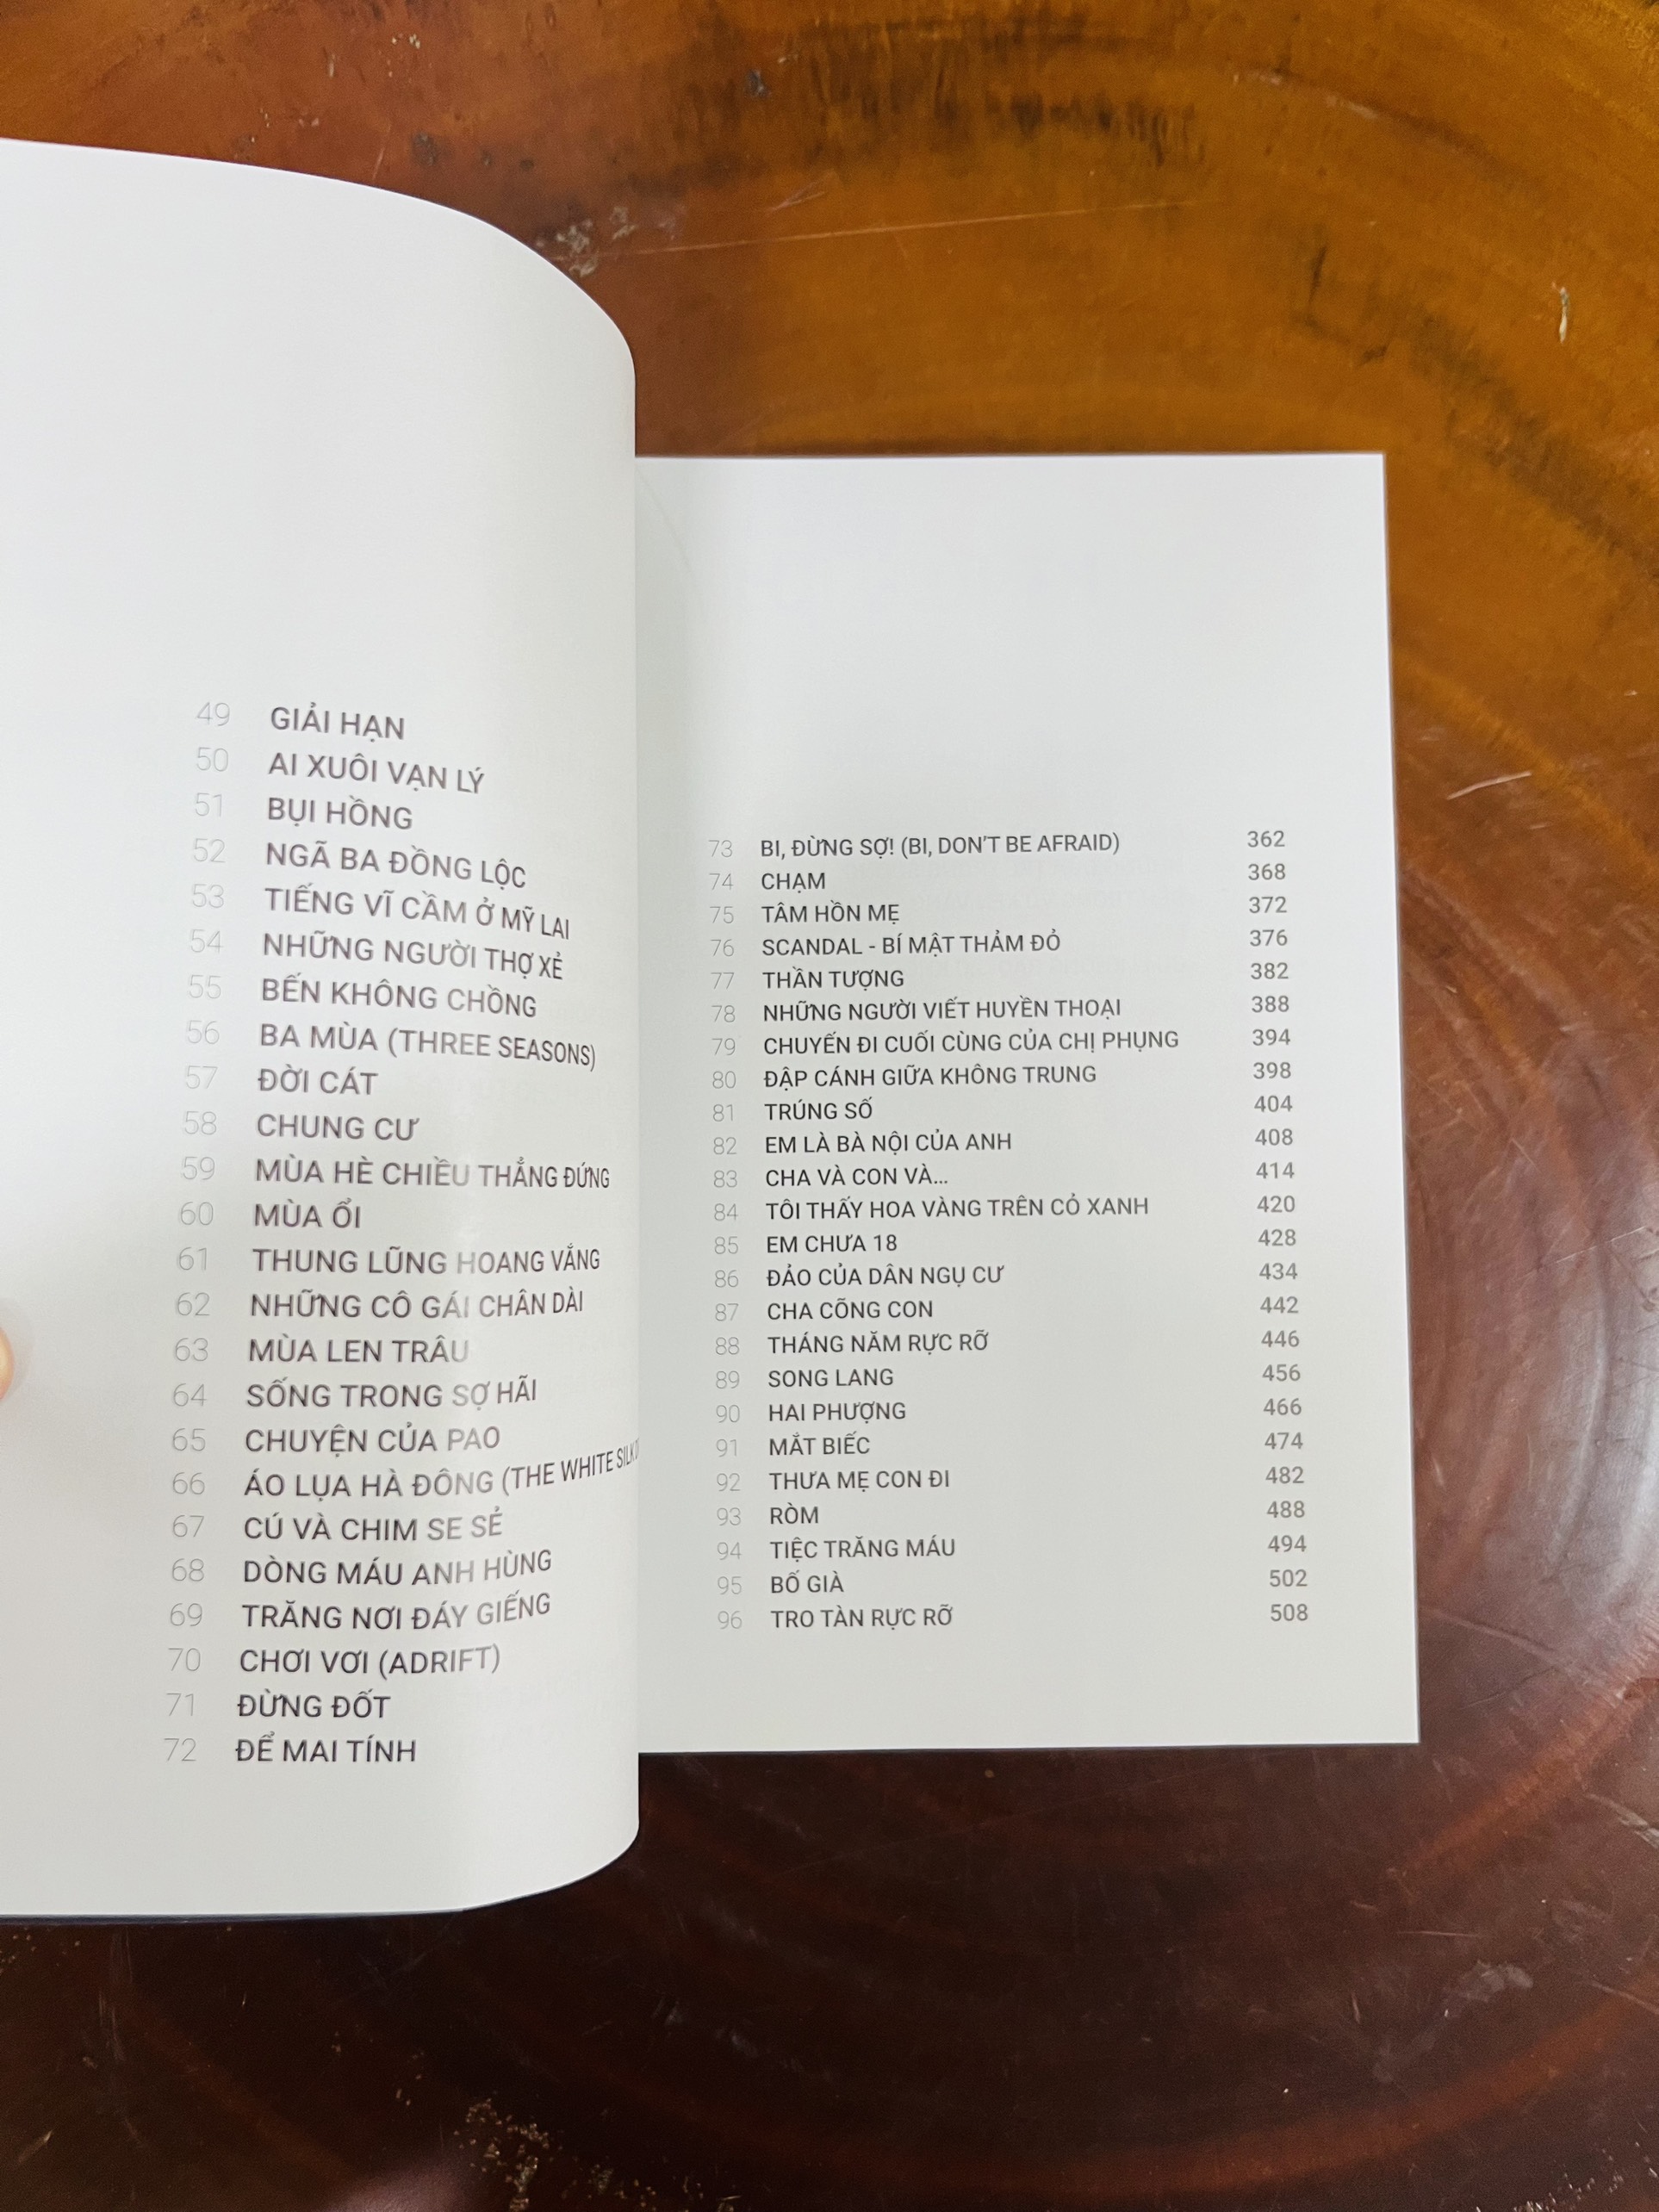 49 GIẢI HẠN
50 AI XUÔI VẠN LÝ
51 BỤI HỒNG
52 NGÃ BA ĐỒNG LỘC
53 TIẾNG VĨ CẦM Ở MỸ LAI
54 NHỮNG NGƯỜI THỢ XẺ
55 BẾN KHÔNG CHỒNG
56 BA MÙA (THREE SEASONS)
57 ĐỜI CÁT
58 CHUNG CƯ
59 MÙA HÈ CHIỀU THẲNG ĐỨNG
60 MÙA ỔI
61 THUNG LŨNG HOANG VẮNG
62 NHỮNG CÔ GÁI CHÂN DÀI
63 MÙA LEN TRÂU
64 SỐNG TRONG SỢ HÃI
65 CHUYỆN CỦA PAO
66 ÁO LỤA HÀ ĐÔNG (THE WHITE SILK
67 CÚ VÀ CHIM SE SẺ
68 DÒNG MÁU ANH HÙNG
69 TRĂNG NƠI ĐÁY GIẾNG
70 CHƠI VƠI (ADRIFT)
71 ĐỪNG ĐỐT
72 ĐỂ MAI TÍNH
73 BI, ĐỪNG SỢ! (BI, DON'T BE AFRAID) 362
74 CHẠM 368
75 TÂM HỒN MẸ 372
76 SCANDAL - BÍ MẬT THẢM ĐỎ 376
77 THẦN TƯỢNG 382
78 NHỮNG NGƯỜI VIẾT HUYỀN THOẠI 388
79 CHUYẾN ĐI CUỐI CÙNG CỦA CHỊ PHỤNG 394
80 ĐẬP CÁNH GIỮA KHÔNG TRUNG 398
81 TRÚNG SỐ 404
82 EM LÀ BÀ NỘI CỦA ANH 408
83 CHA VÀ CON VÀ... 414
84 TÔI THẤY HOA VÀNG TRÊN CỎ XANH 420
85 EM CHƯA 18 428
86 ĐẢO CỦA DÂN NGỤ CƯ 434
87 CHA CÕNG CON 442
88 THÁNG NĂM RỰC RỠ 446
89 SONG LANG 456
90 HAI PHƯỢNG 466
91 MẮT BIẾC 474
92 THƯA MẸ CON ĐI 482
93 RÒM 488
94 TIỆC TRĂNG MÁU 494
95 BỐ GIÀ 502
96 TRO TÀN RỰC RỠ 508